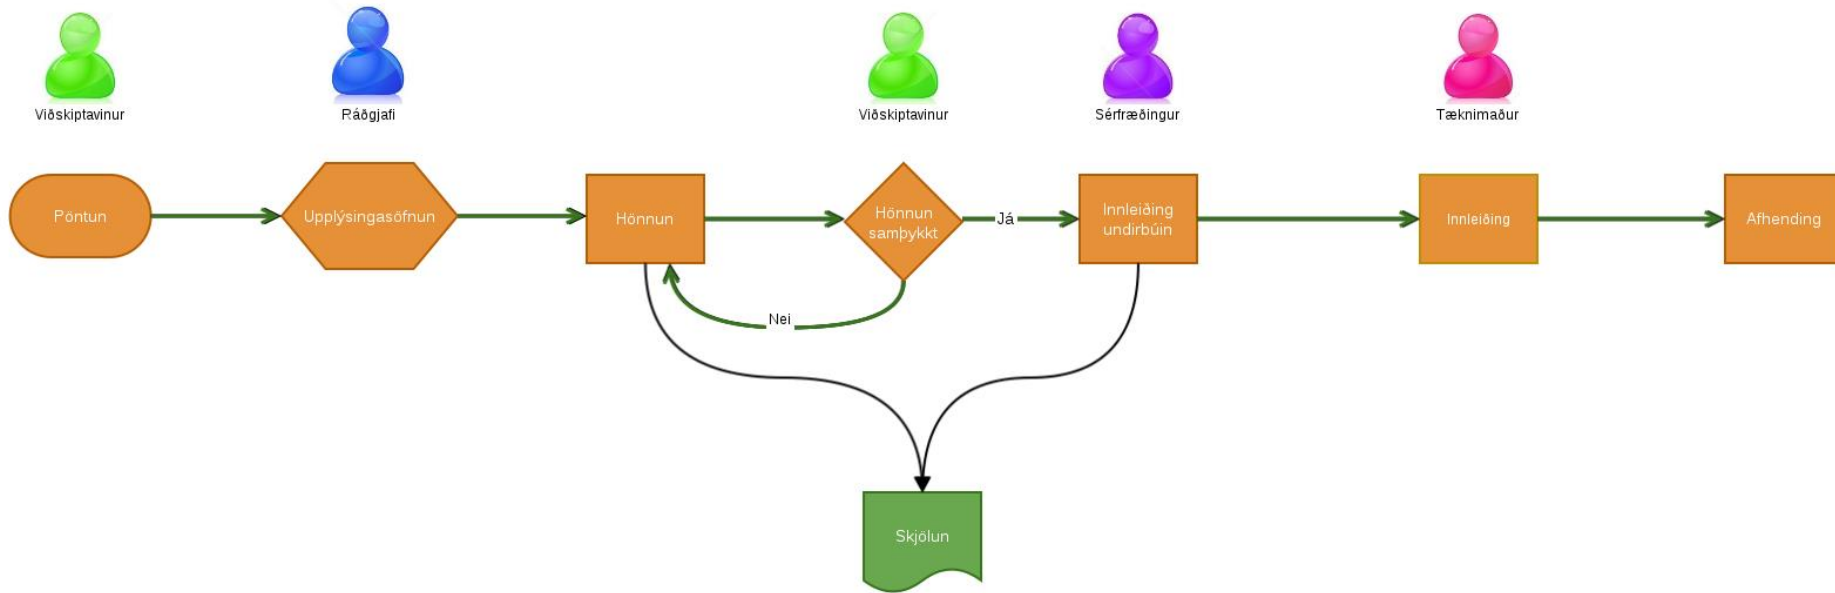 Viðskiptavinur
Ráðgjafi
Viðskiptavinur
Sérfræðingur
Tæknimaður
Pöntun
Upplýsingasöfnun
Hönnun
Hönnun
samþykkt
Já
Innleiðing
undirbúin
Innleiðing
Afhending
Nei
Skjölun